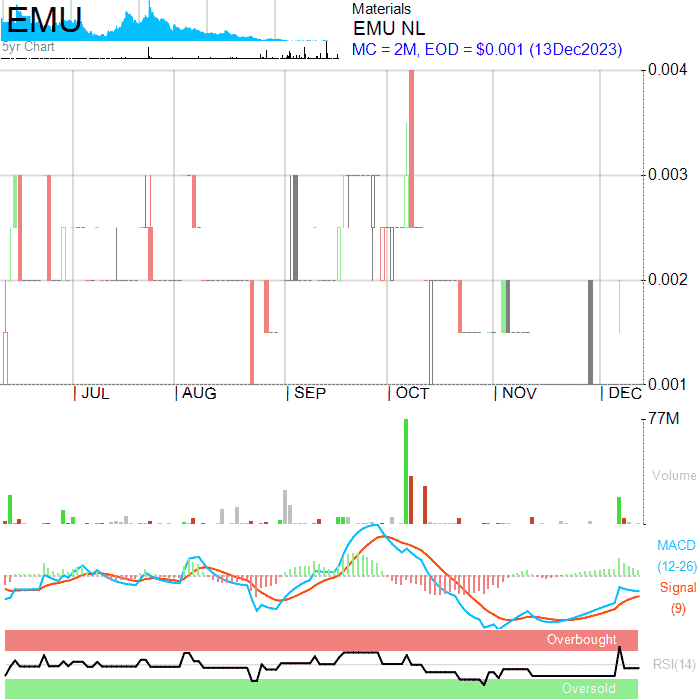 EMU
5yr Chart
Materials
EMU NL
MC = 2M, EOD = $0.001 (13Dec2023)
0.004
0.003
0.002
0.001
JUL AUG SEP OCT NOV DEC
77M
Volume
MACD
(12-26)
Signal
(9)
Overbought
RSI(14)
Oversold